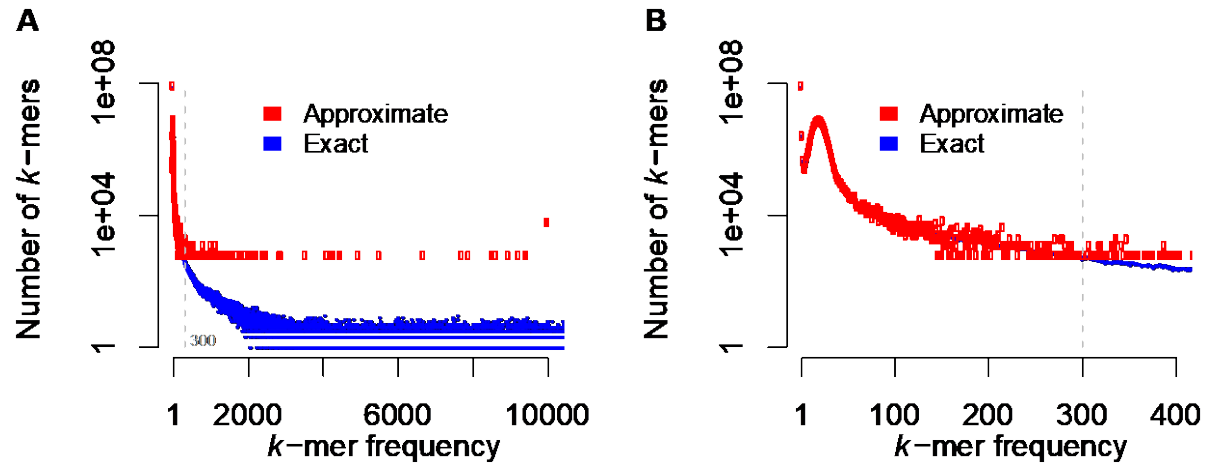 A
Number of k−mers
1
1e+04
1e+08
Approximate
Exact
300
1 2000 6000 10000
k−mer frequency
B
Number of k−mers
1
1e+04
1e+08
Approximate
Exact
1 100 200 300 400
k−mer frequency